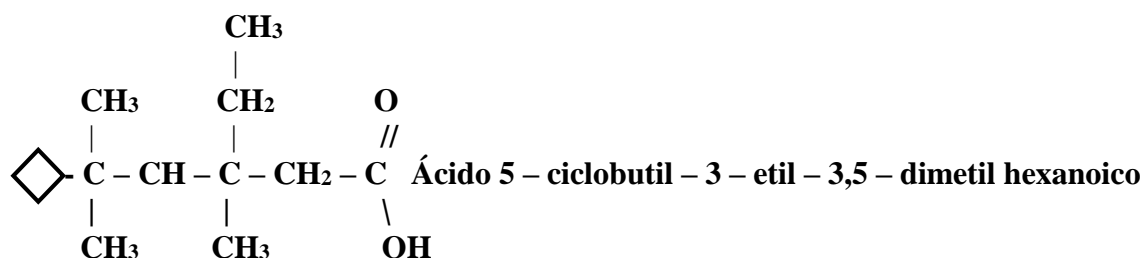 CH₃
|
CH₃ CH₂ O
| | //
- C – CH – C – CH₂ – C Ácido 5 – ciclobutil – 3 – etil – 3,5 – dimetil hexanoico
| | \
CH₃ CH₃ OH